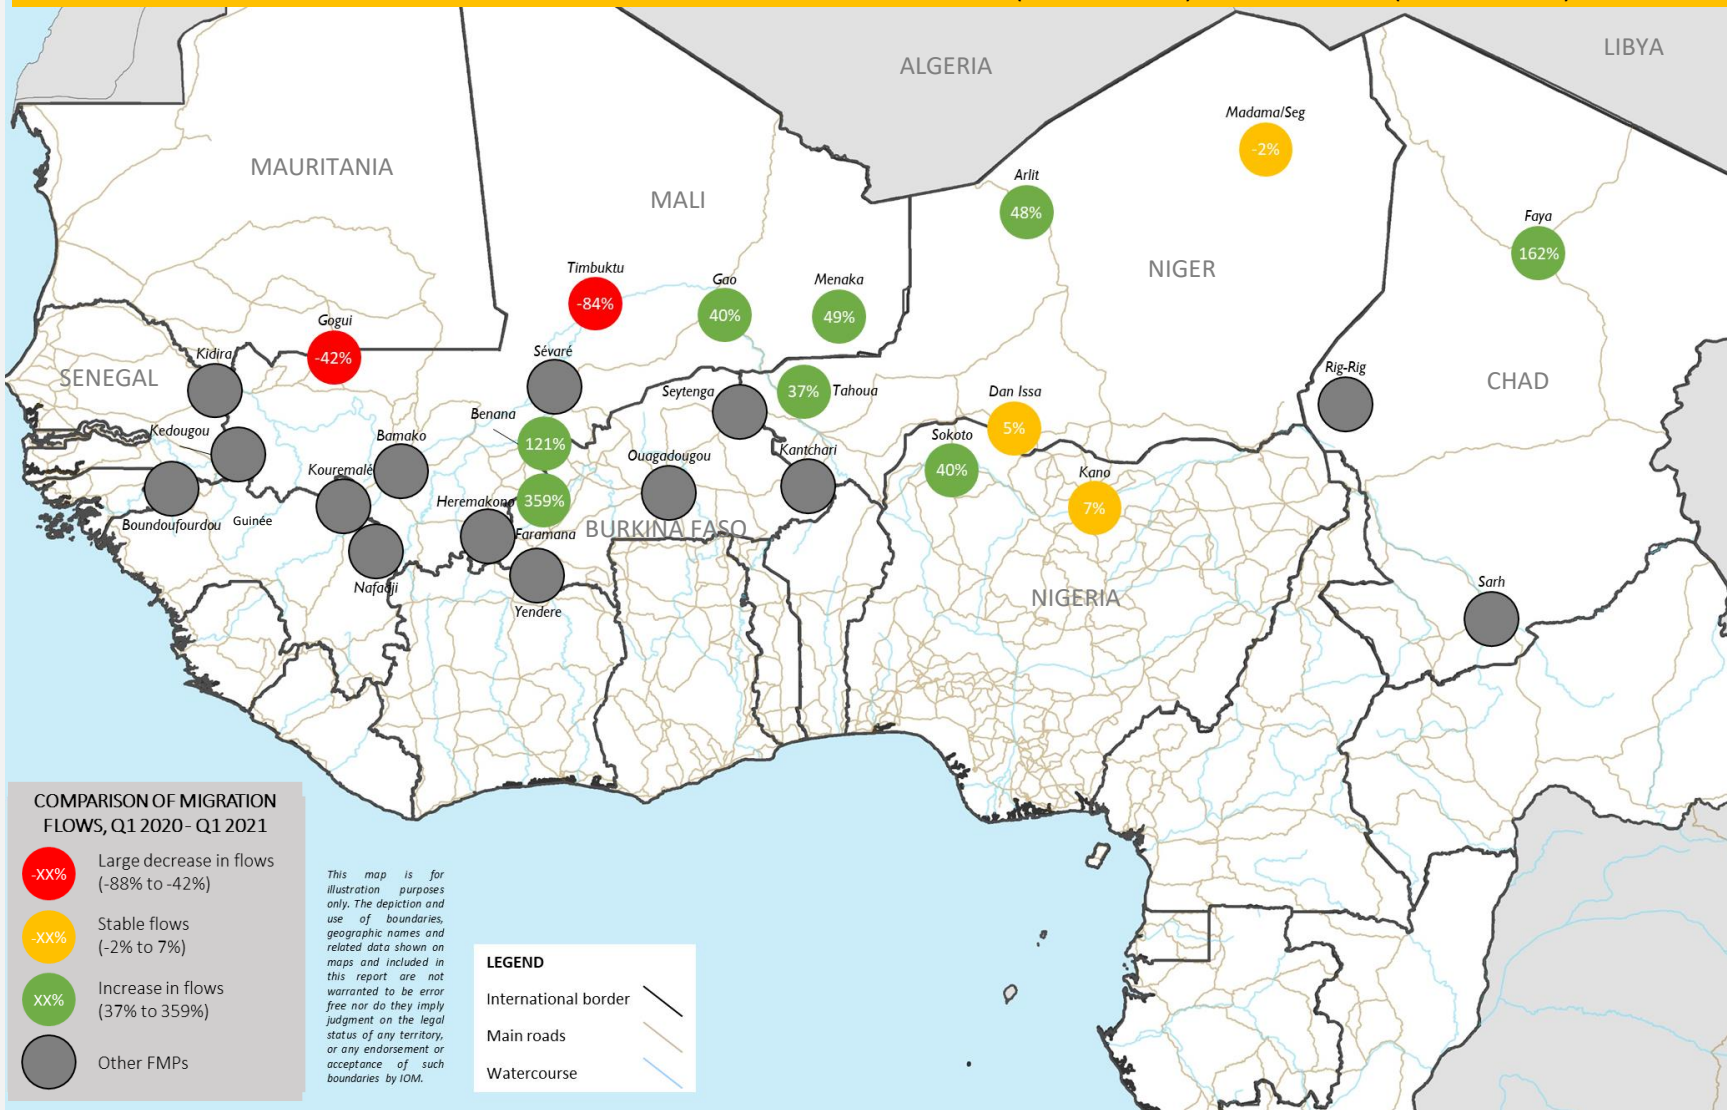 LIBYA
ALGERIA
Madama/Seg
-2%
MAURITANIA
Arlit
48%
MALI
Faya
162%
NIGER
Timbuktu
-84%
Gao
40%
Menaka
49%
Gogui
-42%
Kidira
SENEGAL
Sévaré
Seytenga
37%
Tahoua
Rig-Rig
CHAD
Dan Issa
5%
Benana
121%
Kedougou
Bamako
Sokoto
40%
Ouagadougou
Kantchari
Kouremalé
Kano
7%
Heremakono
359%
Boundoufourdou
Guinée
Faramana
BURKINA FASO
Nafadji
Yendere
NIGERIA
Sarh
COMPARISON OF MIGRATION
FLOWS, Q1 2020 - Q1 2021
-XX%
Large decrease in flows
(-88% to -42%)
-XX%
Stable flows
(-2% to 7%)
XX%
Increase in flows
(37% to 359%)
Other FMPs
This map is for
illustration purposes
only. The depiction and
use of boundaries,
geographic names and
related data shown on
maps and included in
this report are not
warranted to be error
free nor do they imply
judgment on the legal
status of any territory,
or any endorsement or
acceptance of such
boundaries by IOM.
LEGEND
International border
Main roads
Watercourse